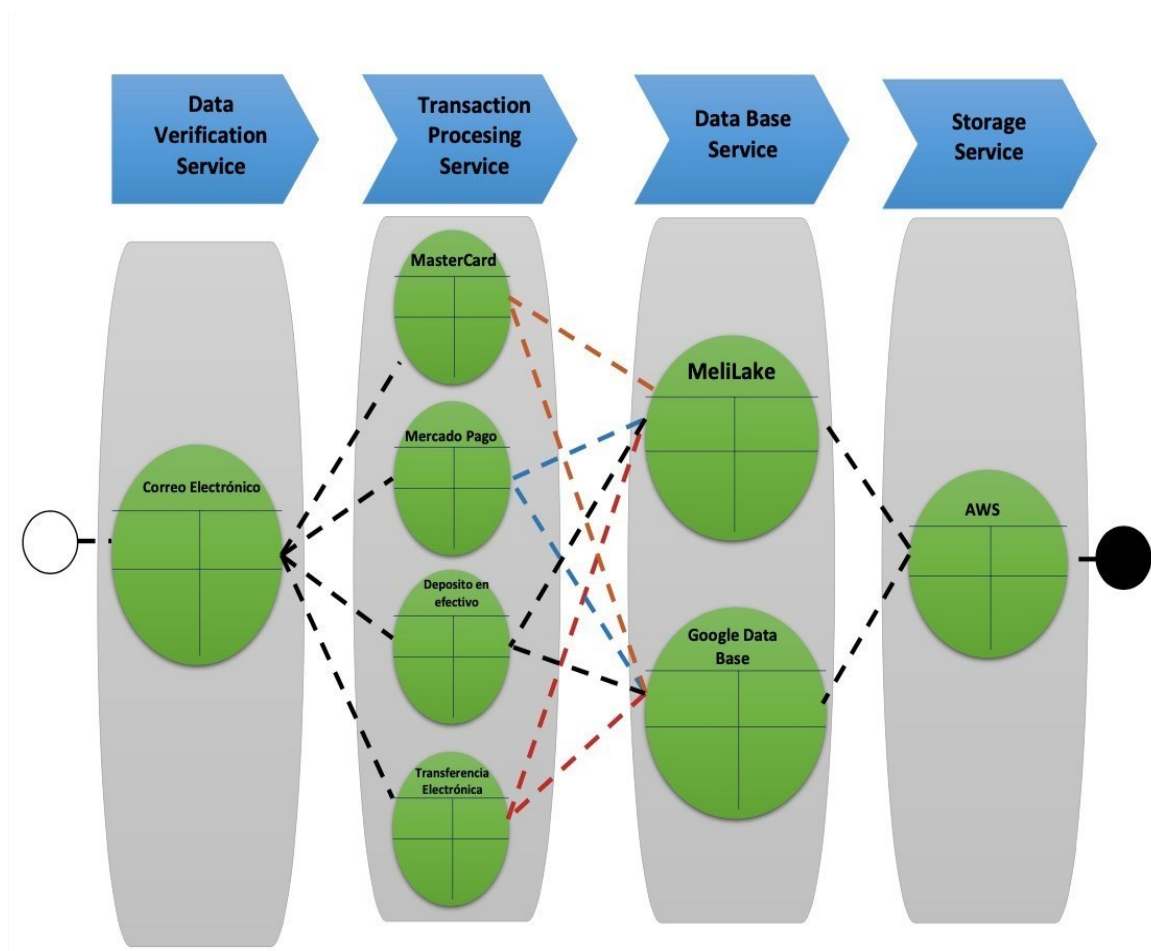 Data
Verification
Service
Transaction
Procesing
Service
Data Base
Service
Storage
Service
Correo Electrónico
MasterCard
Mercado Pago
Deposito en
efectivo
Transferencia
Electrónica
MeliLake
Google Data
Base
AWS